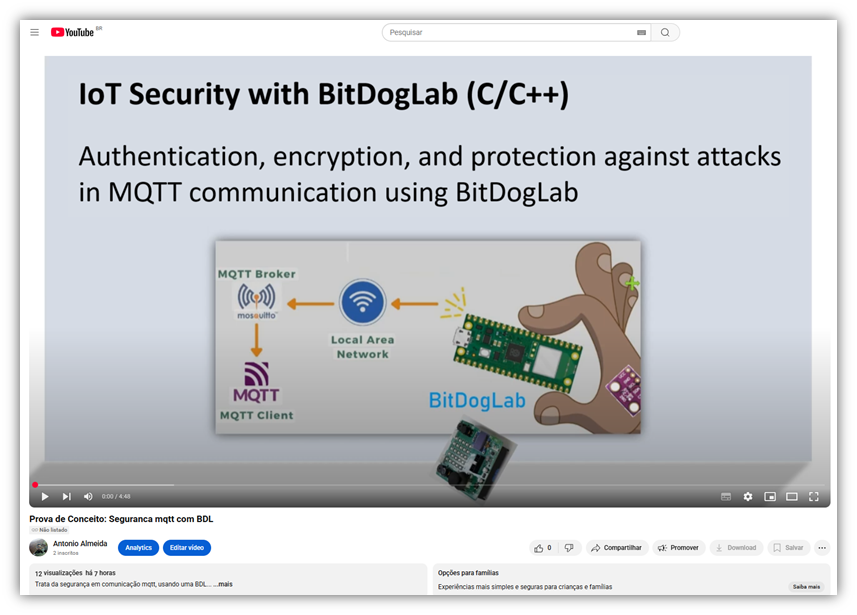 YouTube BR
Pesquisar
IoT Security with BitDogLab (C/C++)
Authentication, encryption, and protection against attacks
in MQTT communication using BitDogLab
MQTT Broker
mosquitto
Local Area
Network
MQTT
MQTT Client
BitDogLab
0:00 / 4:48
Prova de Conceito: Seguranca mqtt com BDL
Não listado
Antonio Almeida
2 inscritos
Analytics
Editar vídeo
0
Compartilhar
Promover
Download
Salvar
12 visualizações há 7 horas
Trata da segurança em comunicação mqtt, usando uma BDL... ...mais
Opções para famílias
Experiências mais simples e seguras para crianças e famílias
Saiba mais